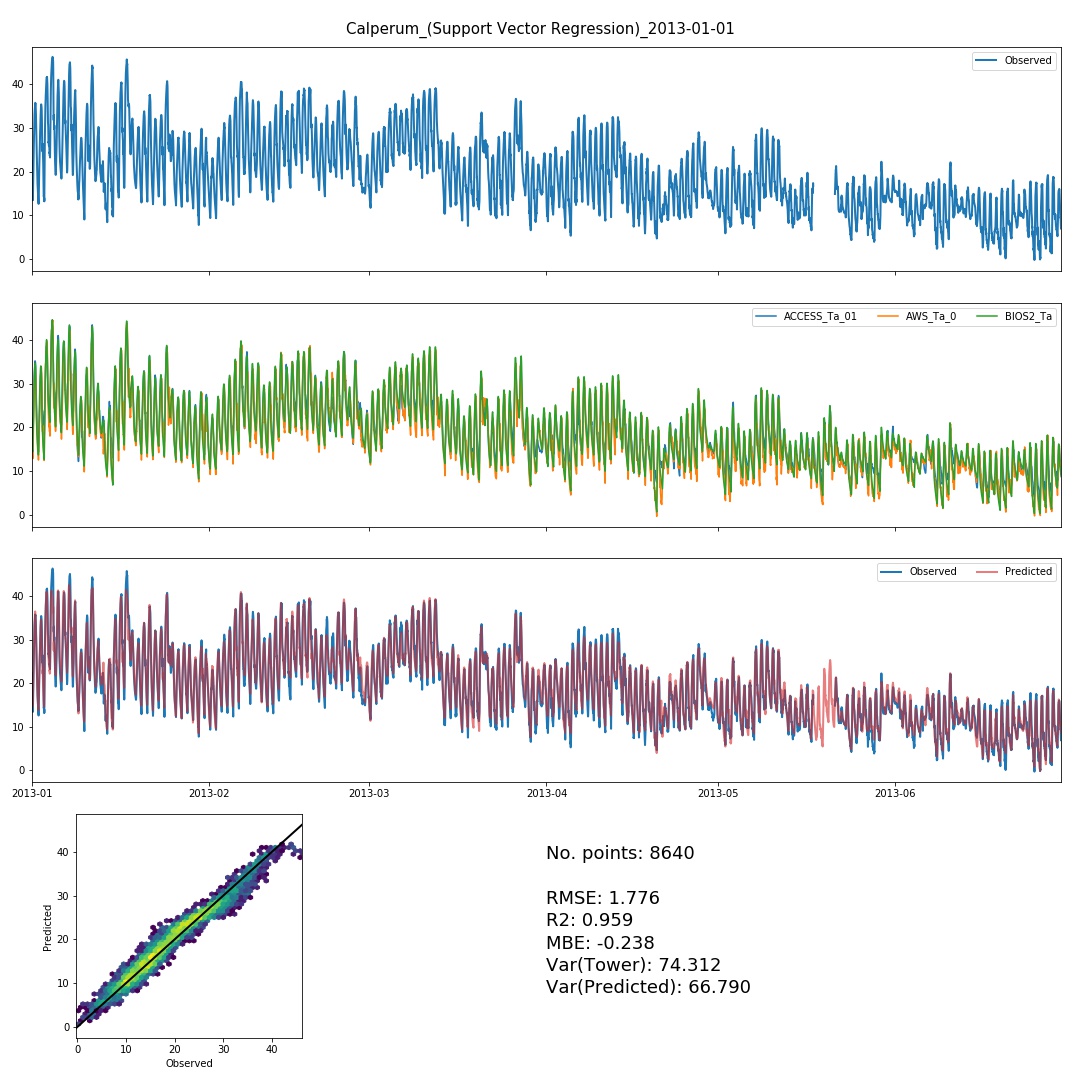 Calperum_(Support Vector Regression)_2013-01-01
Observed
40
30
20
10
0
ACCESS_Ta_01 AWS_Ta_0 BIOS2_Ta
40
30
20
10
0
Observed Predicted
40
30
20
10
0
2013-01 2013-02 2013-03 2013-04 2013-05 2013-06
40
30
20
10
0
Predicted
0 10 20 30 40
Observed
No. points: 8640
RMSE: 1.776
R2: 0.959
MBE: -0.238
Var(Tower): 74.312
Var(Predicted): 66.790